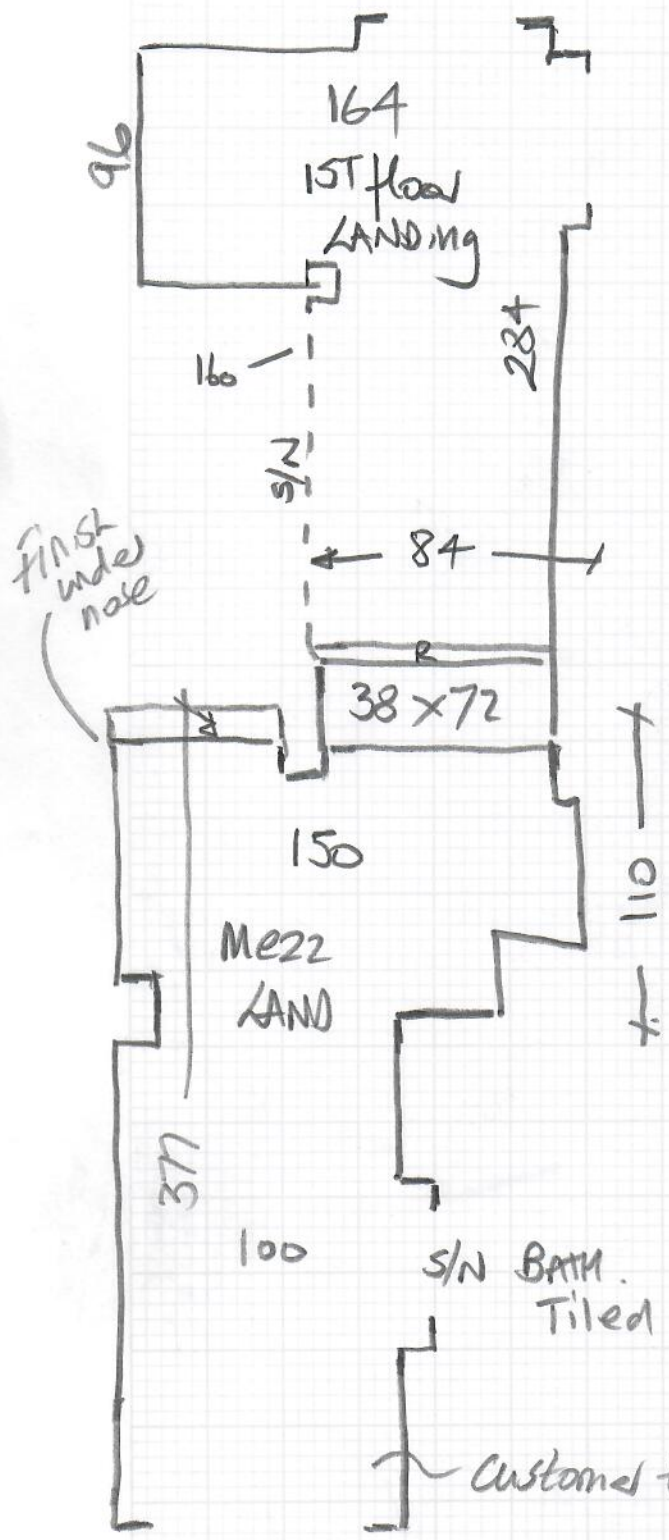 164
96
1ST floor
LANDing
160
284
S/N
84
Finish
under
nose
R
38 x 72
150
110
Mezz
LAND
377
100
S/N BATH.
Tiled
Customer